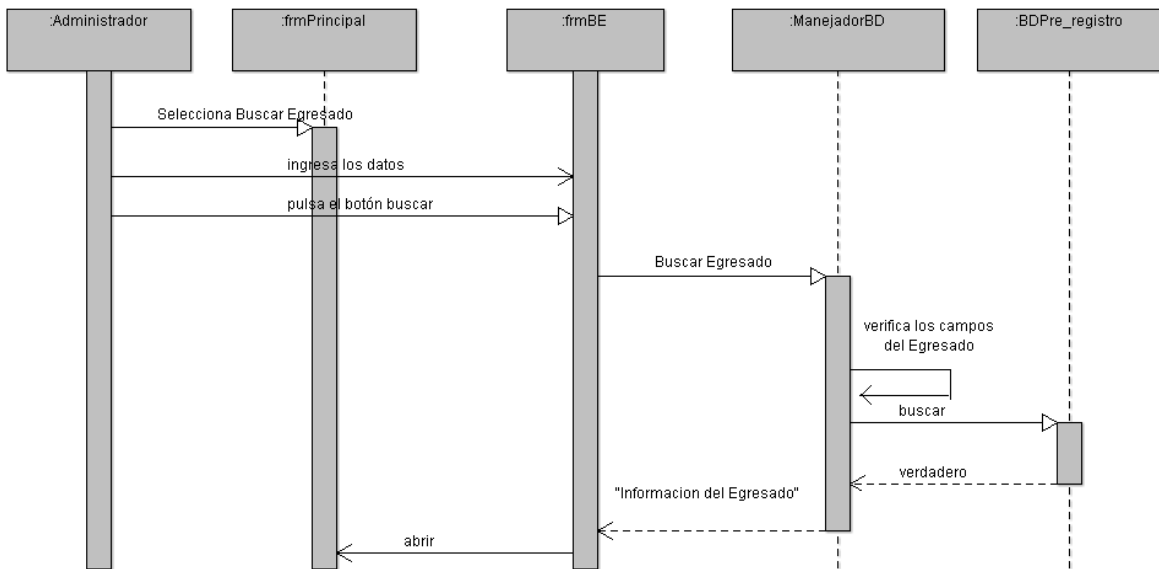 :Administrador
:frmPrincipal
:frmBE
:ManejadorBD
:BDPre_registro
Selecciona Buscar Egresado
ingresa los datos
pulsa el botón buscar
Buscar Egresado
verifica los campos
del Egresado
buscar
verdadero
"Informacion del Egresado"
abrir